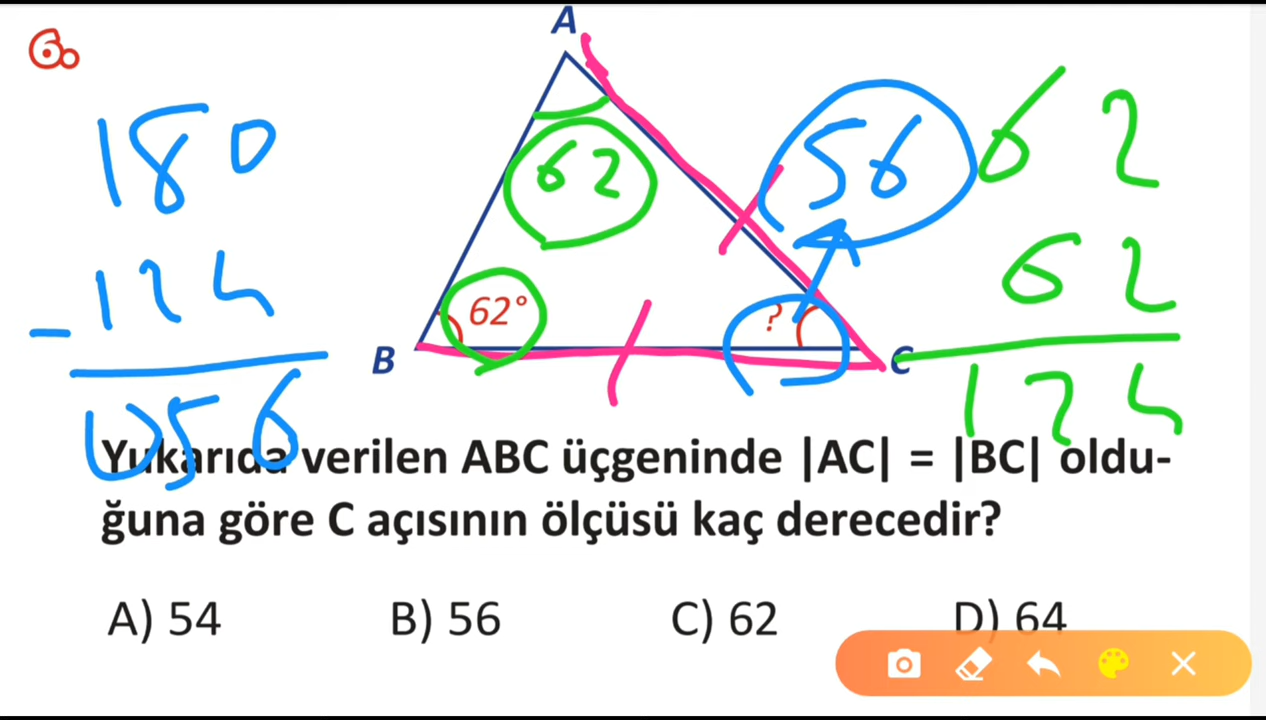 6.
A
180
- 124
056
62
56
62
62
124
62°
?
B
C
Yukarıda verilen ABC üçgeninde |AC| = |BC| oldu-
ğuna göre C açısının ölçüsü kaç derecedir?
A) 54 B) 56 C) 62 D) 64